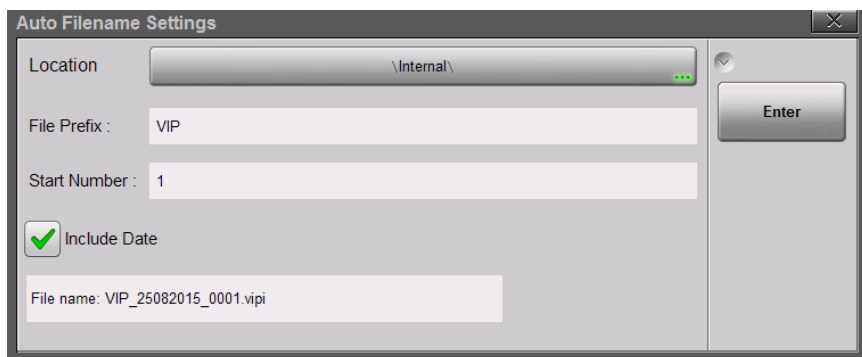 Auto Filename Settings
Location
\Internal\
...
Enter
File Prefix :
VIP
Start Number :
1
Include Date
File name: VIP_25082015_0001.vipi